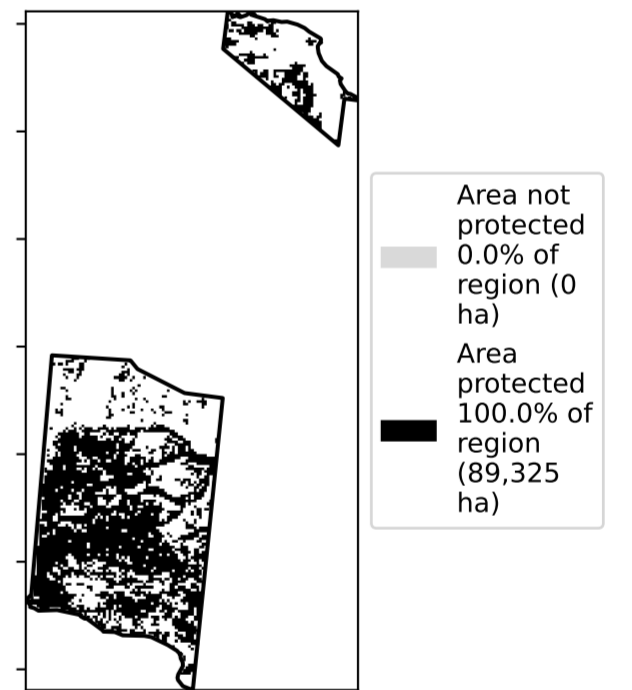 Area not
protected
0.0% of
region (0
ha)
Area
protected
100.0% of
region
(89,325
ha)